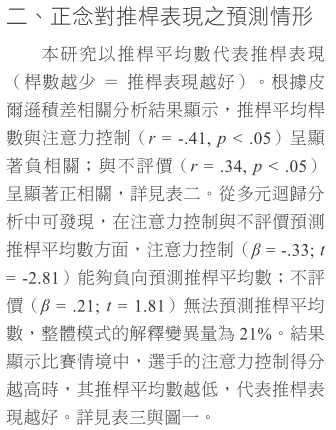 二、正念對推桿表現之預測情形
本研究以推桿平均數代表推桿表現
（桿數越少 = 推桿表現越好）。根據皮
爾遜積差相關分析結果顯示，推桿平均桿
數與注意力控制（r = -.41, p < .05）呈顯
著負相關；與不評價（r = .34, p < .05）
呈顯著正相關，詳見表二。從多元迴歸分
析中可發現，在注意力控制與不評價預測
推桿平均數方面，注意力控制（β = -.33; t
= -2.81）能夠負向預測推桿平均數；不評
價（β = .21; t = 1.81）無法預測推桿平均
數，整體模式的解釋變異量為 21%。結果
顯示比賽情境中，選手的注意力控制得分
越高時，其推桿平均數越低，代表推桿表
現越好。詳見表三與圖一。